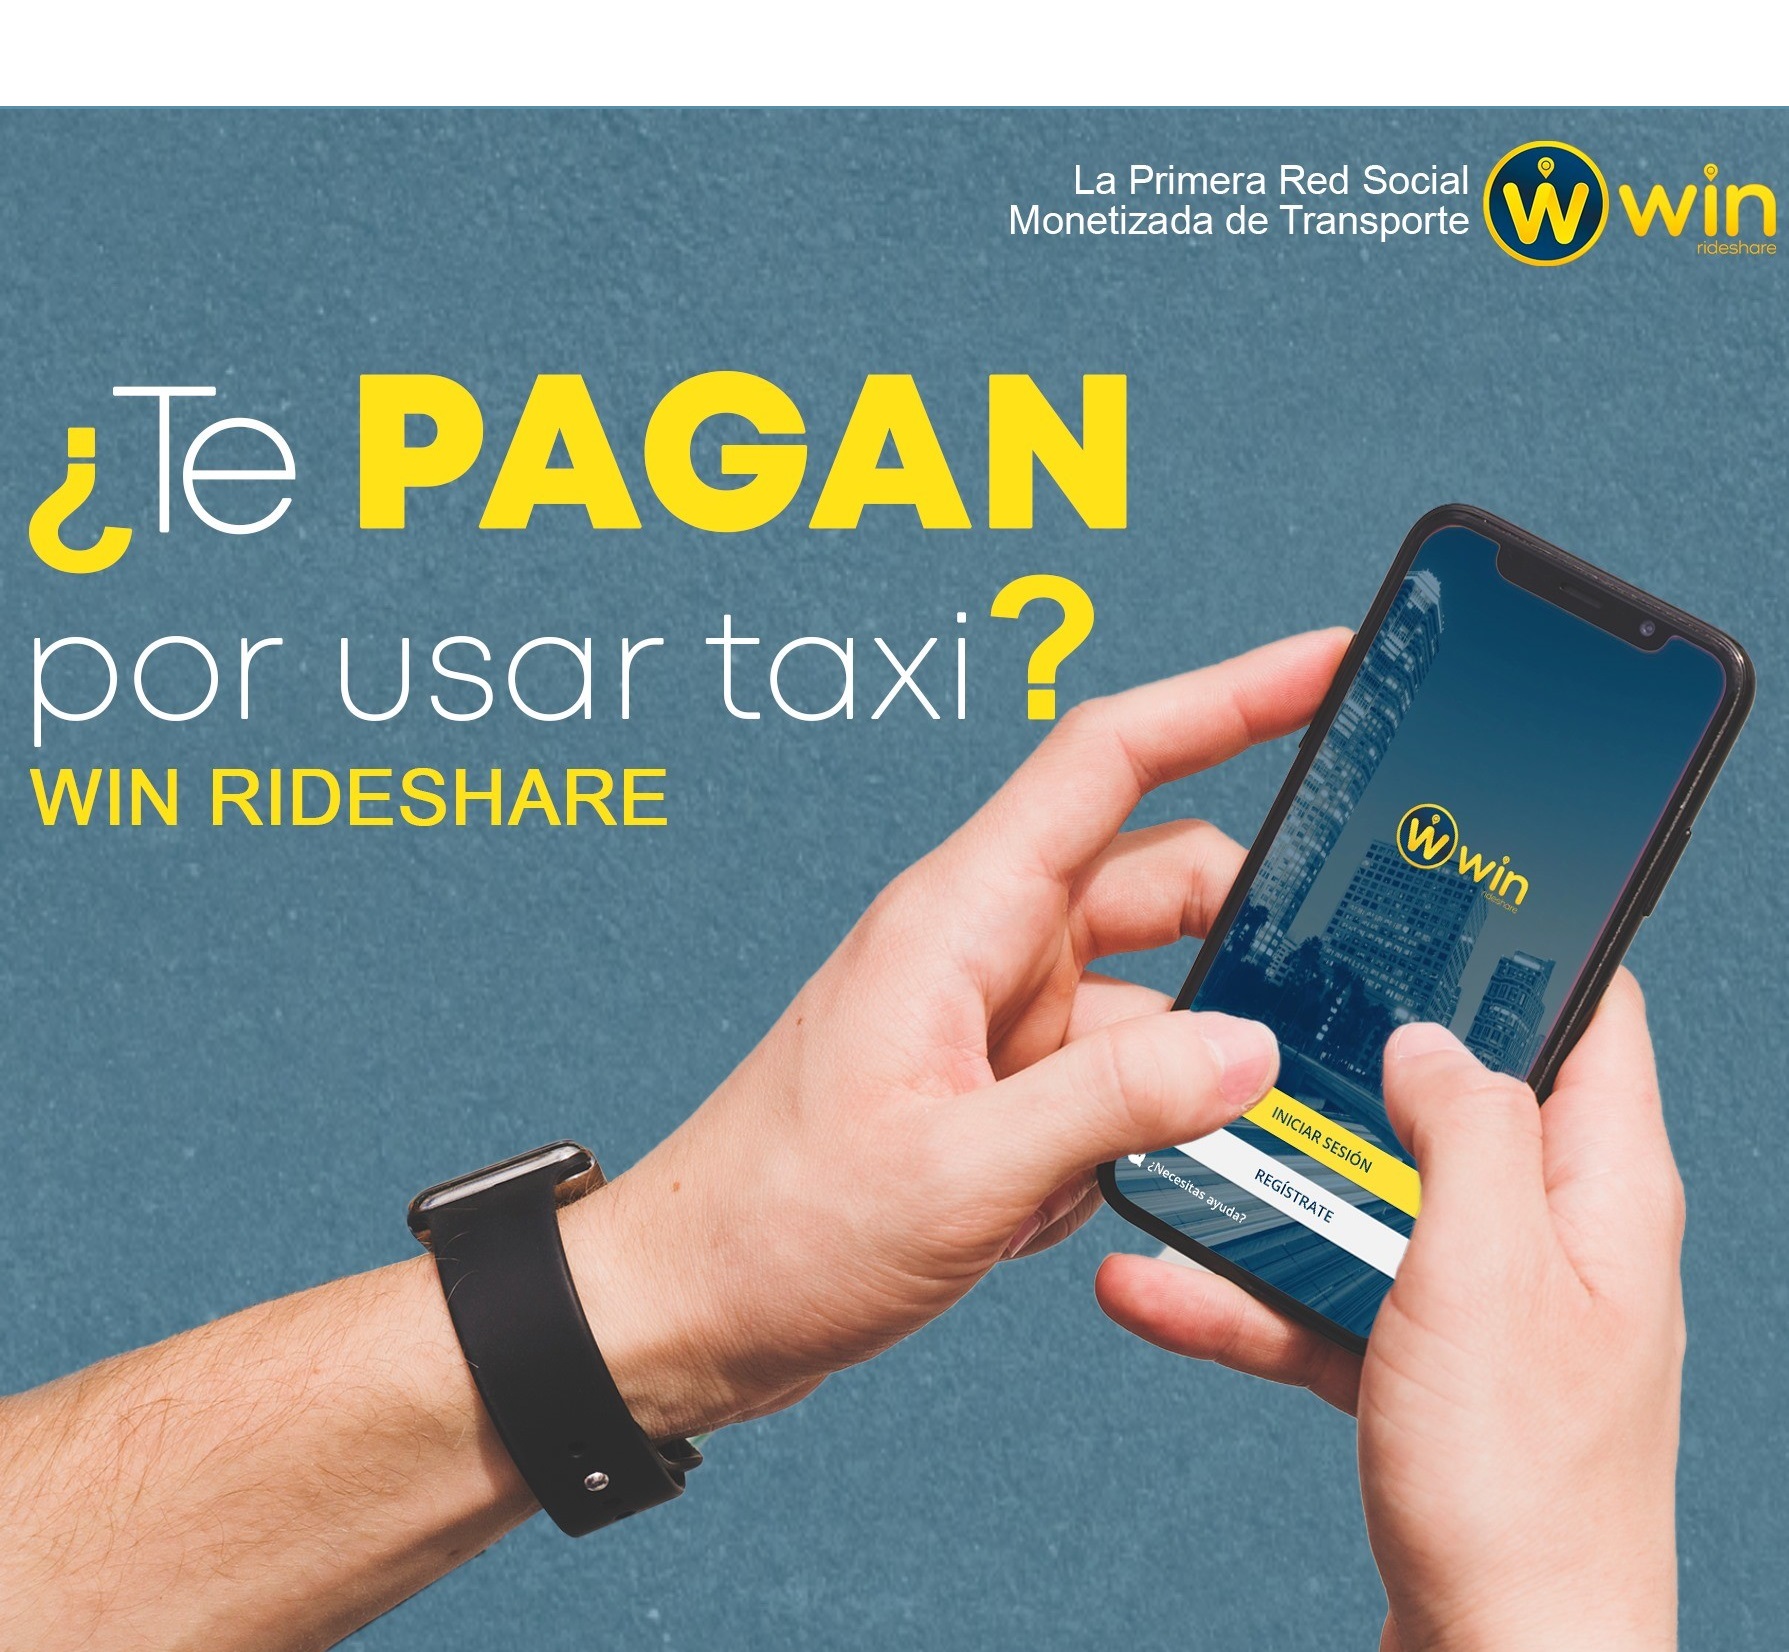 La Primera Red Social
Monetizada de Transporte
W win
rideshare
¿Te PAGAN
por usar taxi?
WIN RIDESHARE
W win
rideshare
INICIAR SESIÓN
REGÍSTRATE
¿Necesitas ayuda?